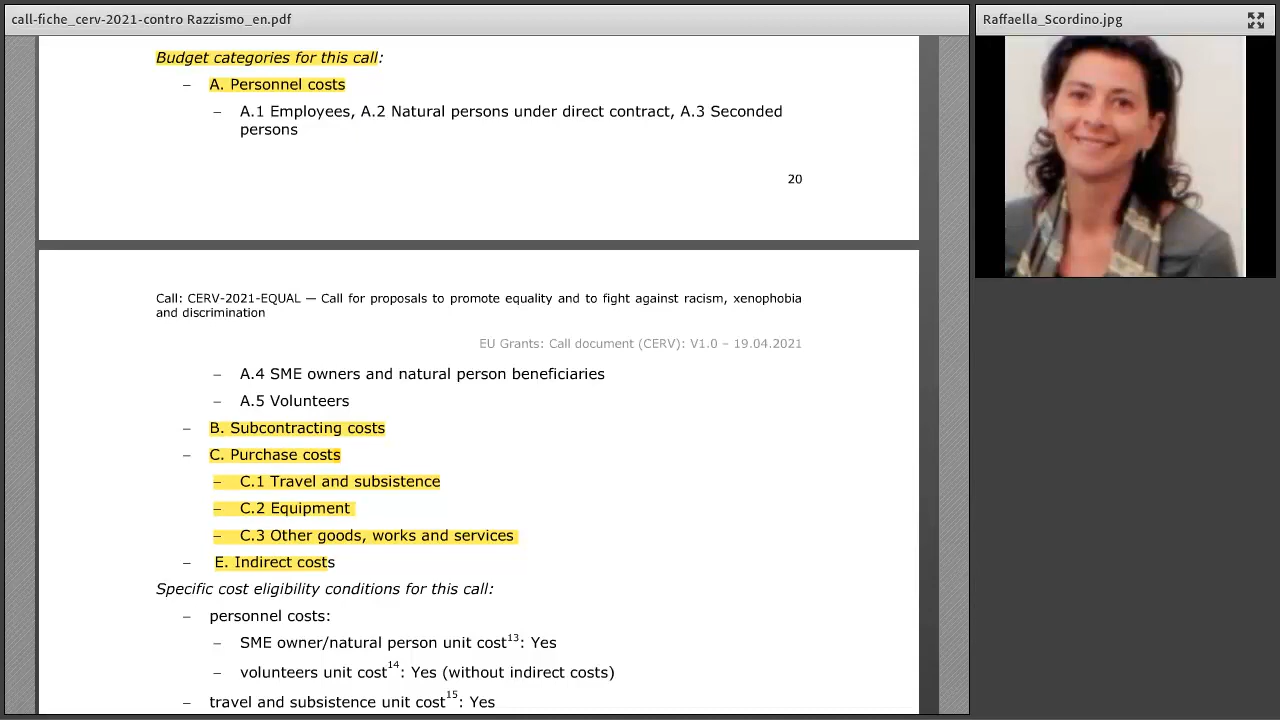 call-fiche_cerv-2021-contro Razzismo_en.pdf
Raffaella_Scordino.jpg
Budget categories for this call:
– A. Personnel costs
– A.1 Employees, A.2 Natural persons under direct contract, A.3 Seconded
persons
20
Call: CERV-2021-EQUAL — Call for proposals to promote equality and to fight against racism, xenophobia
and discrimination
EU Grants: Call document (CERV): V1.0 – 19.04.2021
– A.4 SME owners and natural person beneficiaries
– A.5 Volunteers
– B. Subcontracting costs
– C. Purchase costs
– C.1 Travel and subsistence
– C.2 Equipment
– C.3 Other goods, works and services
– E. Indirect costs
Specific cost eligibility conditions for this call:
– personnel costs:
– SME owner/natural person unit cost13: Yes
– volunteers unit cost14: Yes (without indirect costs)
– travel and subsistence unit cost15: Yes